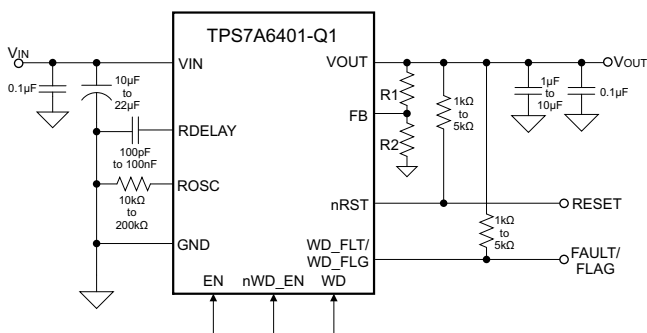 TPS7A6401-Q1
VIN
VIN
VOUT
VOUT
0.1µF
10µF
to
22µF
R1
1kΩ
to
5kΩ
1µF
to
10µF
0.1µF
FB
RDELAY
R2
100pF
to 100nF
ROSC
10kΩ
to
200kΩ
nRST
RESET
1kΩ
to
5kΩ
GND
WD_FLT/
WD_FLG
FAULT/
FLAG
EN
nWD_EN
WD